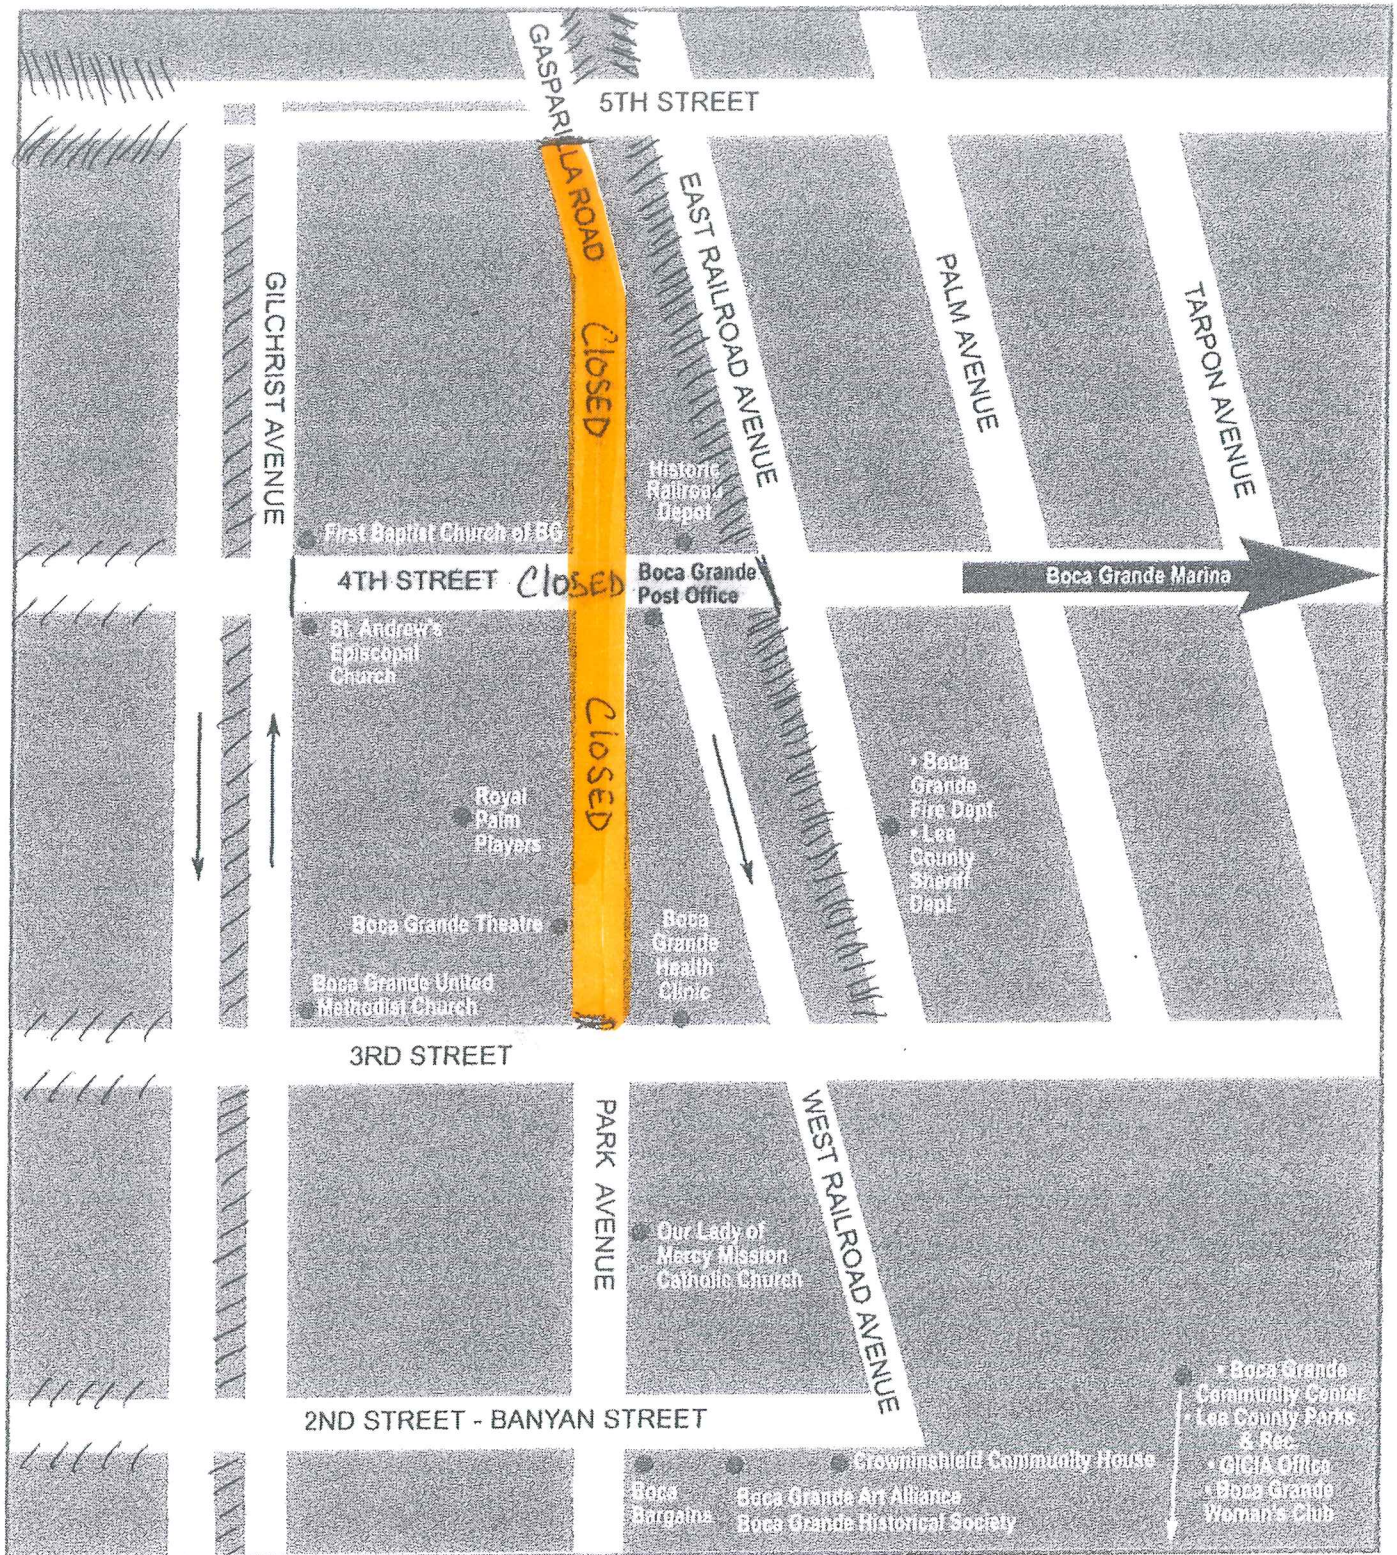 GASPARILLA ROAD
5TH STREET
EAST RAILROAD AVENUE
PALM AVENUE
TARPON AVENUE
GILCHRIST AVENUE
ClOSED
Historic
Railroad
Depot
First Baptist Church of BG
4TH STREET
ClOSED
Boca Grande
Post Office
Boca Grande Marina
St. Andrew's
Episcopal
Church
ClOSED
Royal
Palm
Players
• Boca
Grande
Fire Dept.
• Lee
County
Sheriff
Dept.
Boca Grande Theatre
Boca
Grande
Health
Clinic
Boca Grande United
Methodist Church
3RD STREET
PARK AVENUE
WEST RAILROAD AVENUE
Our Lady of
Mercy Mission
Catholic Church
• Boca Grande
Community Center
• Lee County Parks
& Rec.
• GICIA Office
• Boca Grande
Woman's Club
2ND STREET - BANYAN STREET
Crowninshield Community House
Boca
Bargains
Boca Grande Art Alliance
Boca Grande Historical Society